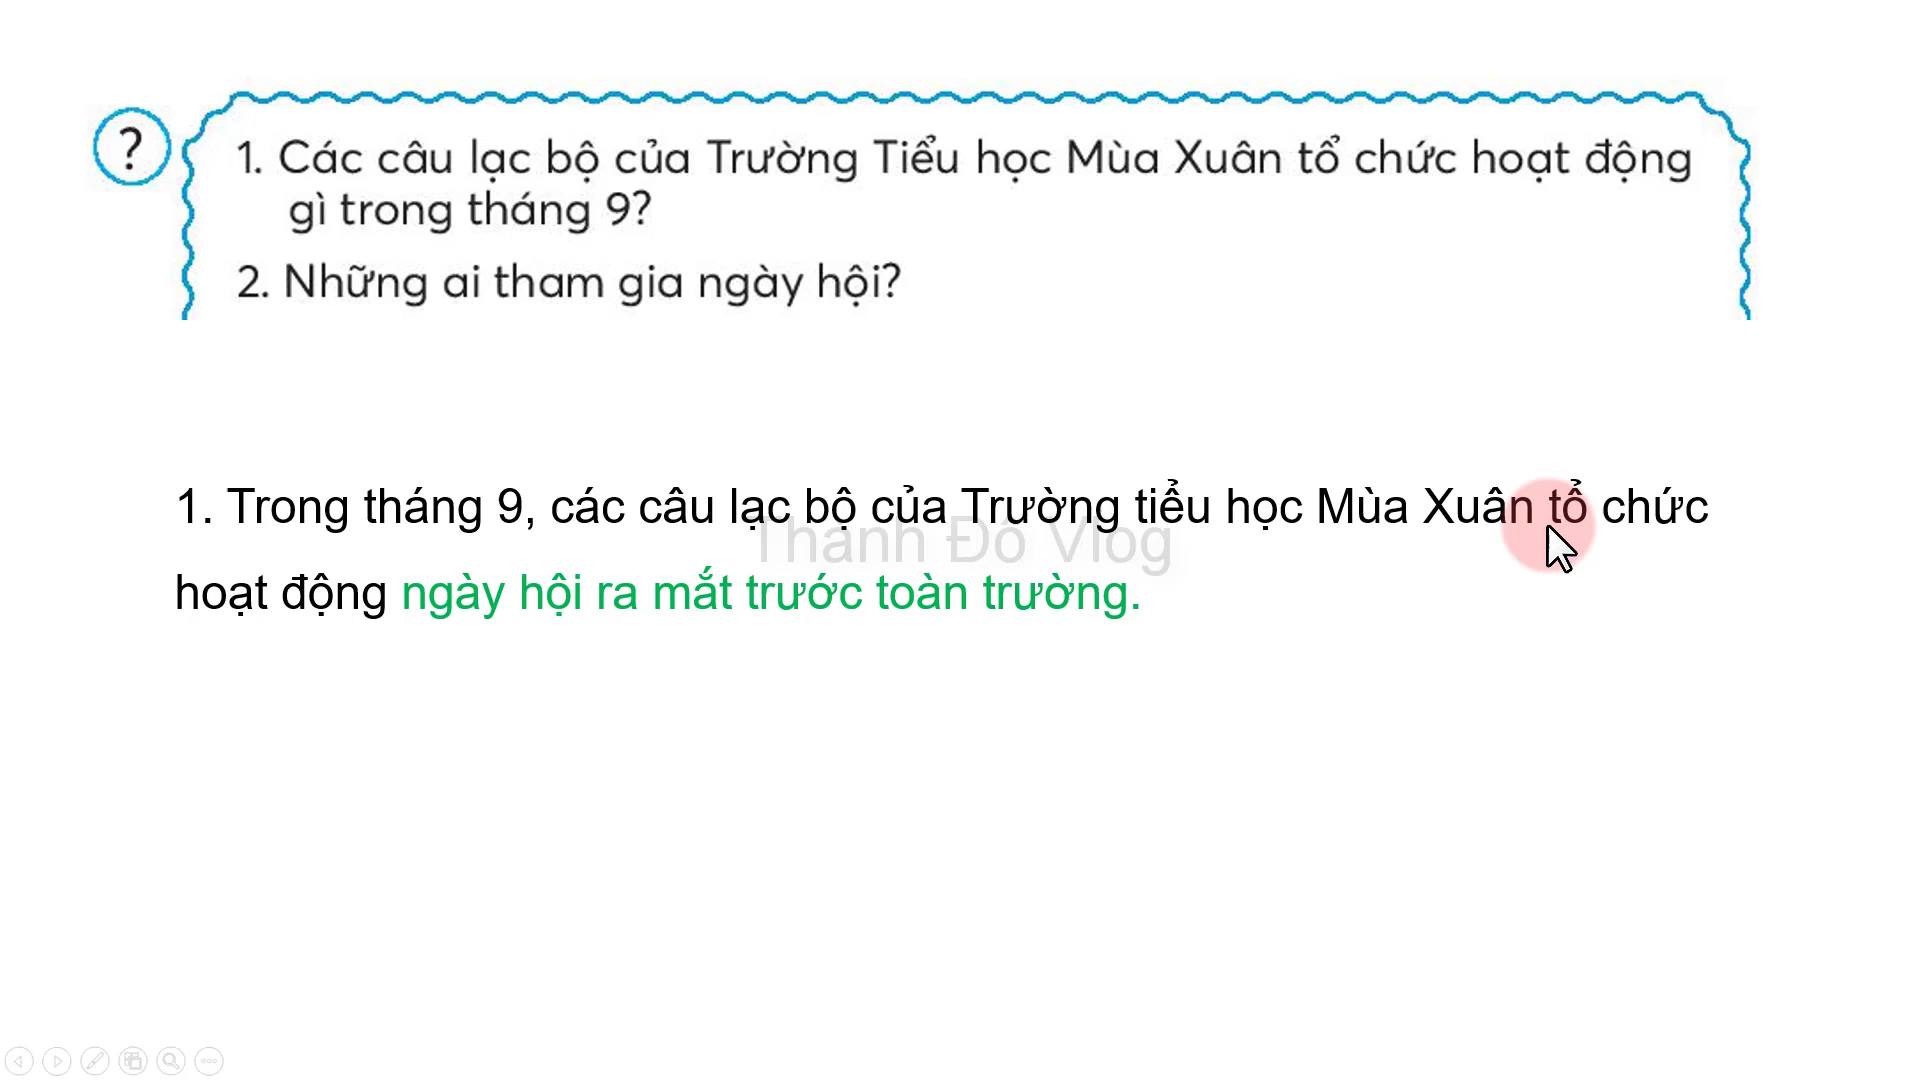 ?
1. Các câu lạc bộ của Trường Tiểu học Mùa Xuân tổ chức hoạt động
gì trong tháng 9?
2. Những ai tham gia ngày hội?
1. Trong tháng 9, các câu lạc bộ của Trường tiểu học Mùa Xuân tổ chức
Thanh Đô Vlog
hoạt động ngày hội ra mắt trước toàn trường.